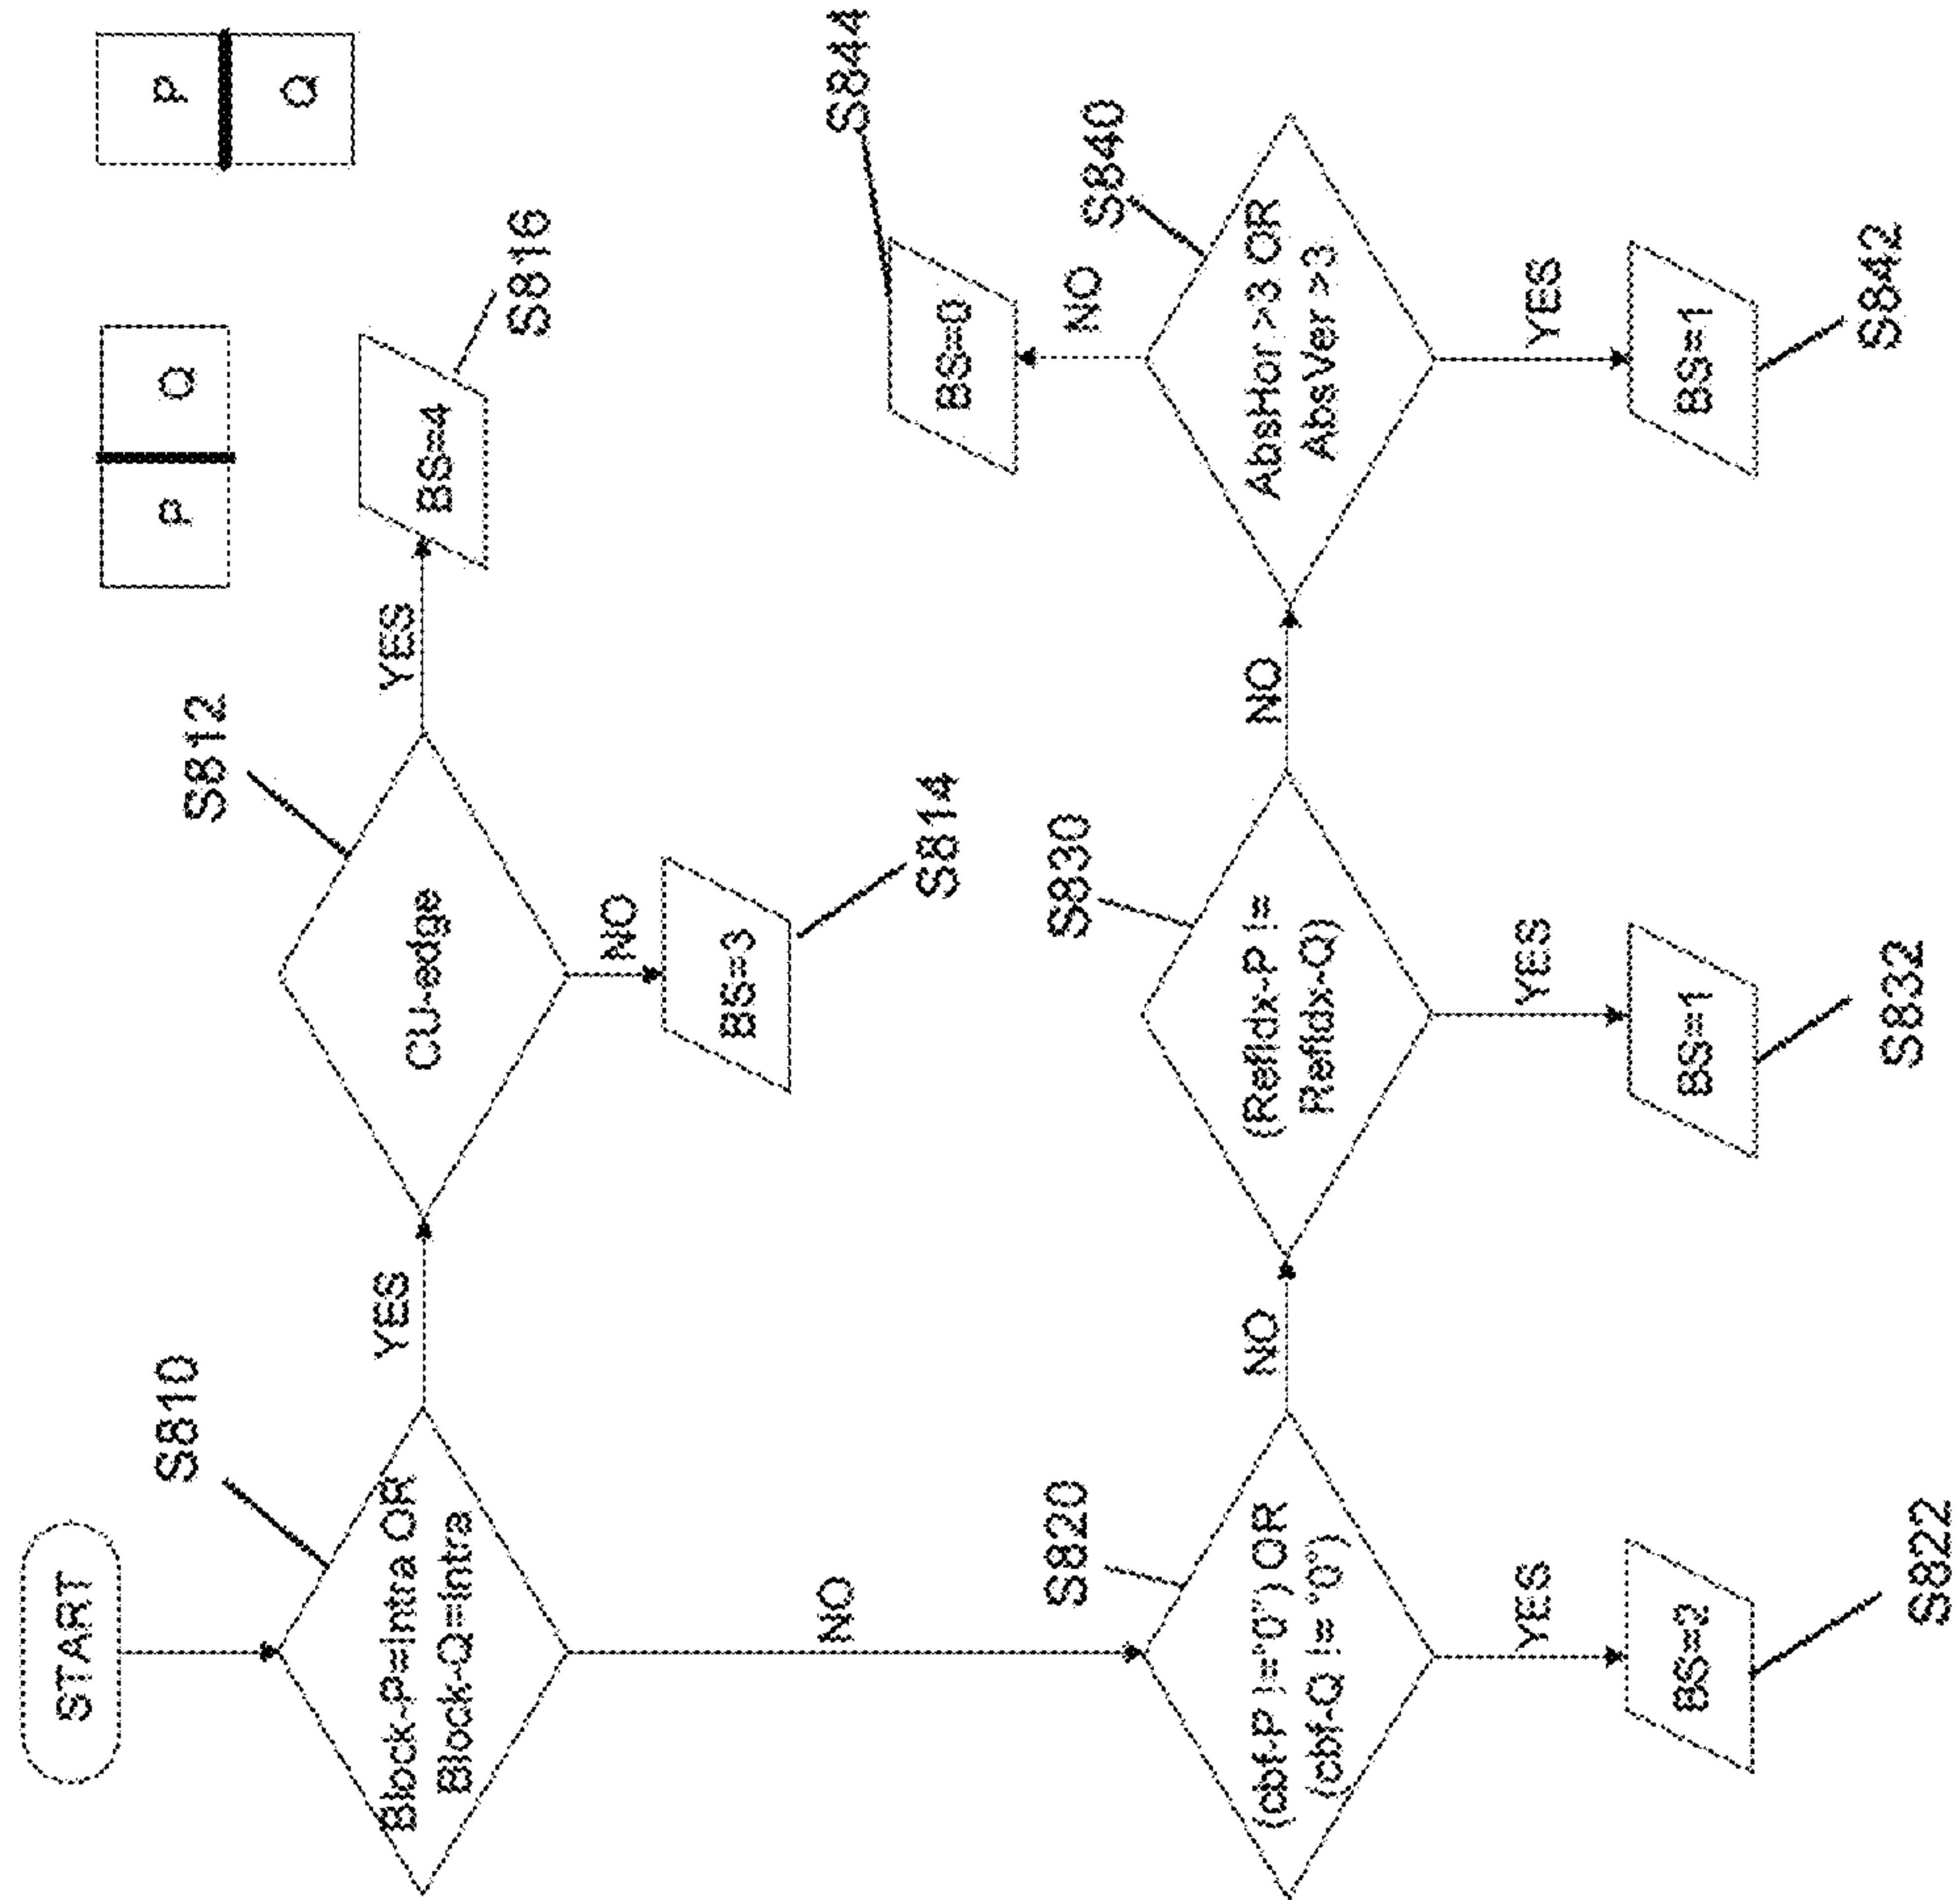 START
S810
Block-P=Intra OR
Block-Q=Intra
YES
S812
CU-edge
YES
BS=4
S816
NO
BS=3
S814
P
Q
P
Q
NO
S820
(cbf-P != "0") OR
(cbf-Q != "0")
YES
BS=2
S822
NO
S830
(RefIdx-P !=
RefIdx-Q)
YES
BS=1
S832
NO
S840
AbsHor >3 OR
AbsVer >3
NO
BS=0
S844
YES
BS=1
S842